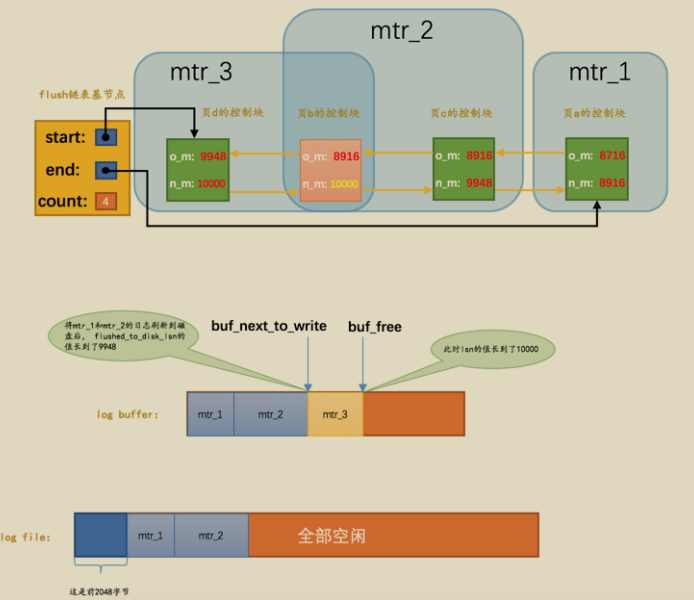 mtr_2
mtr_3
mtr_1
flush链表基节点
页d的控制块
页b的控制块
页c的控制块
页a的控制块
start:
end:
count: 4
o_m: 9948
n_m: 10000
o_m: 8916
n_m: 10000
o_m: 8916
n_m: 9948
o_m: 8716
n_m: 8916
将mtr_1和mtr_2的日志刷新到磁
盘后, flushed_to_disk_lsn的
值长到了9948
buf_next_to_write
buf_free
此时lsn的值长到了10000
log buffer:
mtr_1
mtr_2
mtr_3
log file:
mtr_1
mtr_2
全部空闲
这是前2048字节